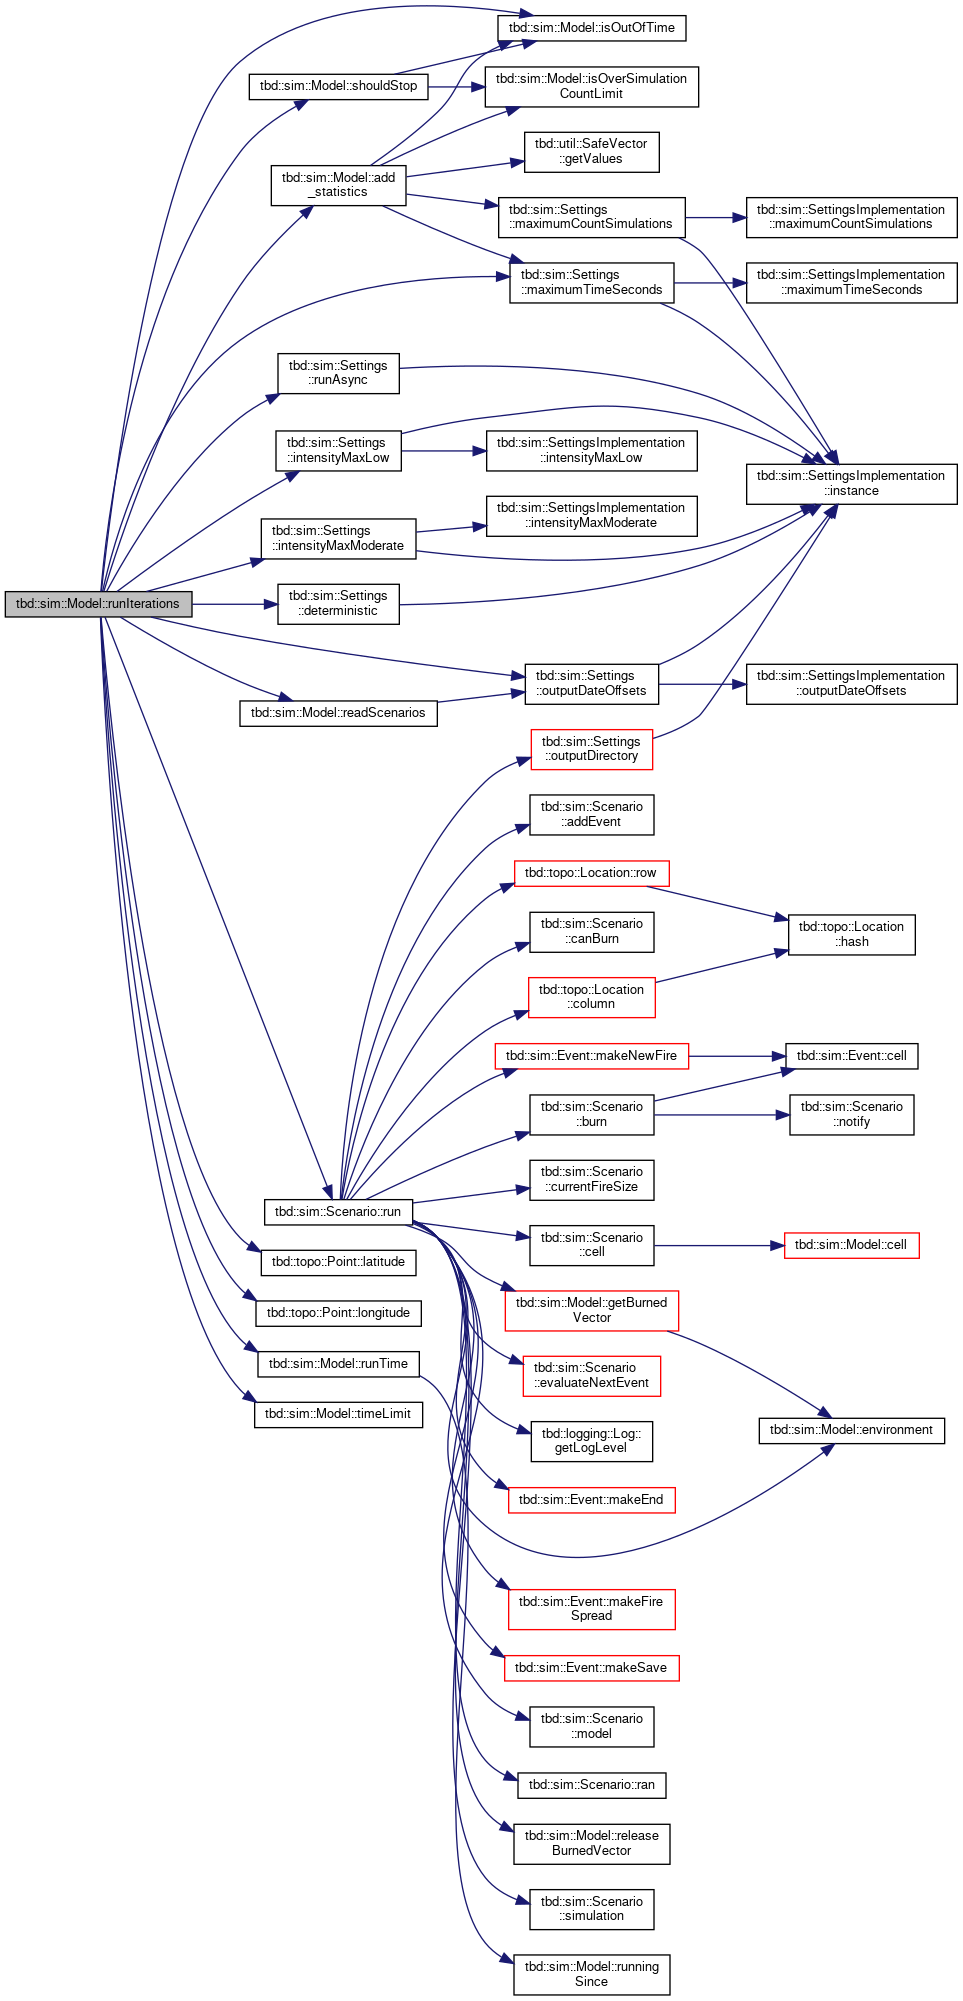 tbd::sim::Model::isOutOfTime
tbd::sim::Model::shouldStop
tbd::sim::Model::isOverSimulation
CountLimit
tbd::util::SafeVector
::getValues
tbd::sim::Model::add
_statistics
tbd::sim::Settings
::maximumCountSimulations
tbd::sim::SettingsImplementation
::maximumCountSimulations
tbd::sim::Settings
::maximumTimeSeconds
tbd::sim::SettingsImplementation
::maximumTimeSeconds
tbd::sim::Settings
::runAsync
tbd::sim::Settings
::intensityMaxLow
tbd::sim::SettingsImplementation
::intensityMaxLow
tbd::sim::SettingsImplementation
::instance
tbd::sim::Settings
::intensityMaxModerate
tbd::sim::SettingsImplementation
::intensityMaxModerate
tbd::sim::Model::runIterations
tbd::sim::Settings
::deterministic
tbd::sim::Settings
::outputDateOffsets
tbd::sim::SettingsImplementation
::outputDateOffsets
tbd::sim::Model::readScenarios
tbd::sim::Settings
::outputDirectory
tbd::sim::Scenario
::addEvent
tbd::topo::Location::row
tbd::sim::Scenario
::canBurn
tbd::topo::Location
::hash
tbd::topo::Location
::column
tbd::sim::Event::makeNewFire
tbd::sim::Event::cell
tbd::sim::Scenario
::burn
tbd::sim::Scenario
::notify
tbd::sim::Scenario
::currentFireSize
tbd::sim::Scenario::run
tbd::sim::Scenario
::cell
tbd::sim::Model::cell
tbd::topo::Point::latitude
tbd::topo::Point::longitude
tbd::sim::Model::getBurned
Vector
tbd::sim::Model::runTime
tbd::sim::Scenario
::evaluateNextEvent
tbd::sim::Model::timeLimit
tbd::logging::Log::
getLogLevel
tbd::sim::Model::environment
tbd::sim::Event::makeEnd
tbd::sim::Event::makeFire
Spread
tbd::sim::Event::makeSave
tbd::sim::Scenario
::model
tbd::sim::Scenario::ran
tbd::sim::Model::release
BurnedVector
tbd::sim::Scenario
::simulation
tbd::sim::Model::running
Since